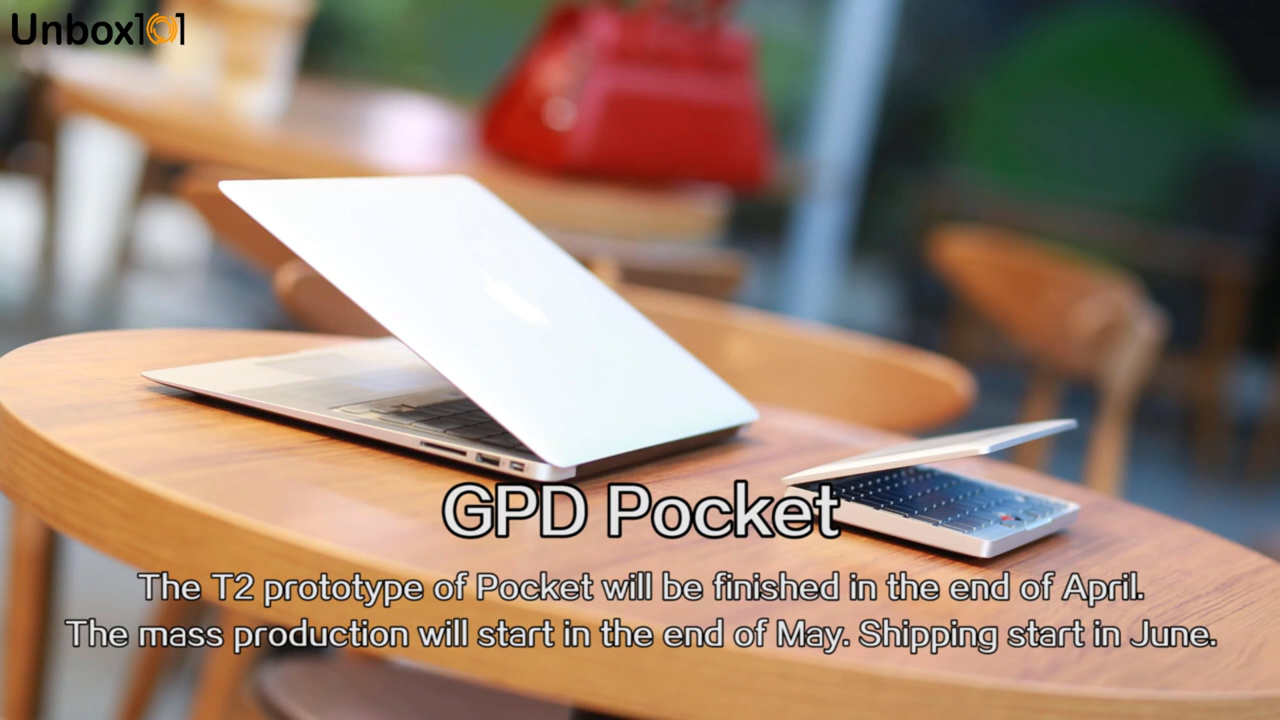 Unbox101
GPD Pocket
The T2 prototype of Pocket will be finished in the end of April.
The mass production will start in the end of May. Shipping start in June.